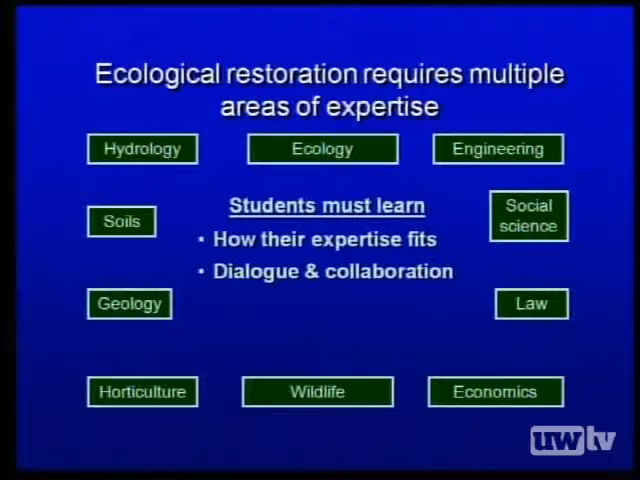 Ecological restoration requires multiple
areas of expertise
Hydrology
Ecology
Engineering
Students must learn
Soils
Social
science
• How their expertise fits
• Dialogue & collaboration
Geology
Law
Horticulture
Wildlife
Economics
uwtv